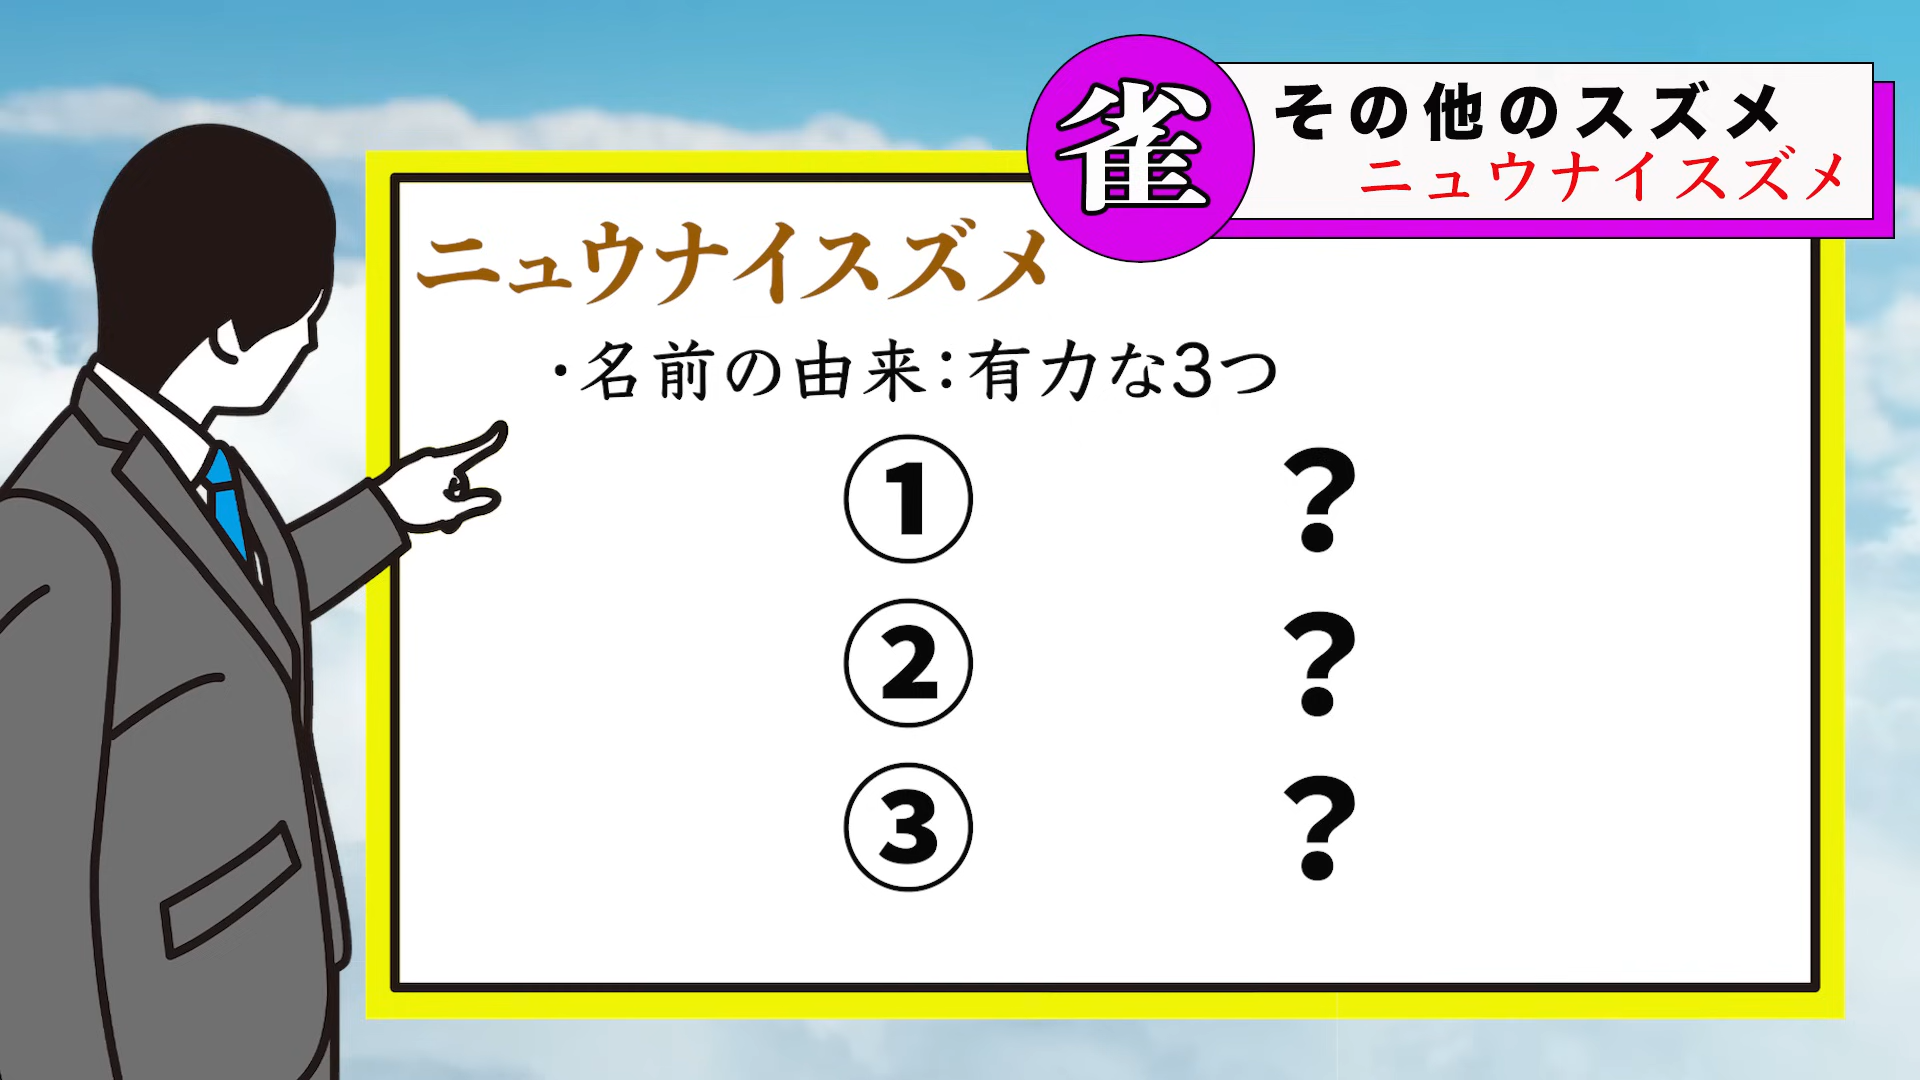 雀
その他のスズメ
ニュウナイスズメ
ニュウナイスズメ
・名前の由来：有力な3つ
① ？
② ？
③ ？